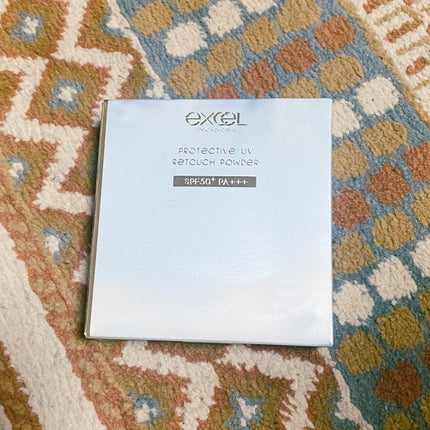 excel
PROTECTIVE UV
RETOUCH POWDER
SPF50+ PA+++